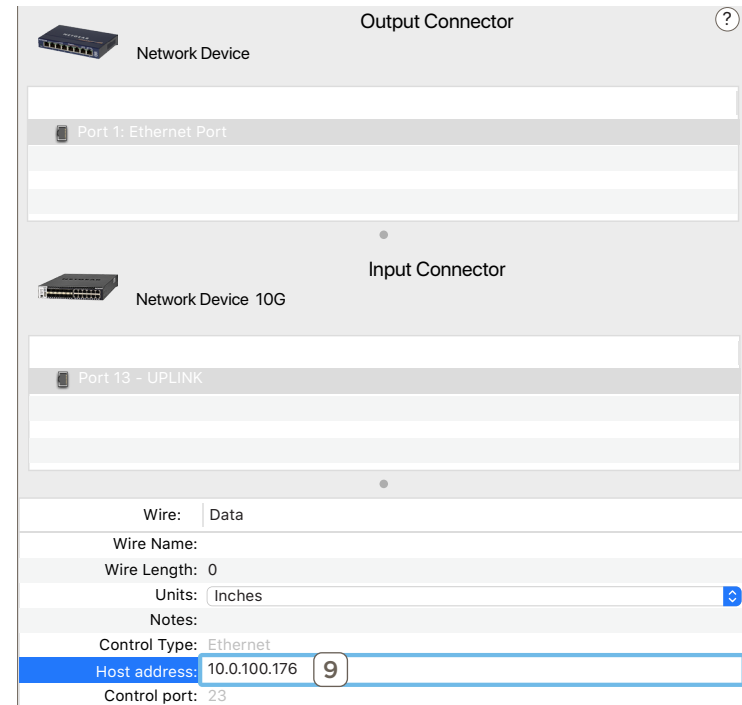 Output Connector
?
NETGEAR
Network Device
Port 1: Ethernet Port
Input Connector
Network Device 10G
Port 13 - UPLINK
Wire: Data
Wire Name:
Wire Length: 0
Units: Inches
Notes:
Control Type: Ethernet
Host address: 10.0.100.176 9
Control port: 23